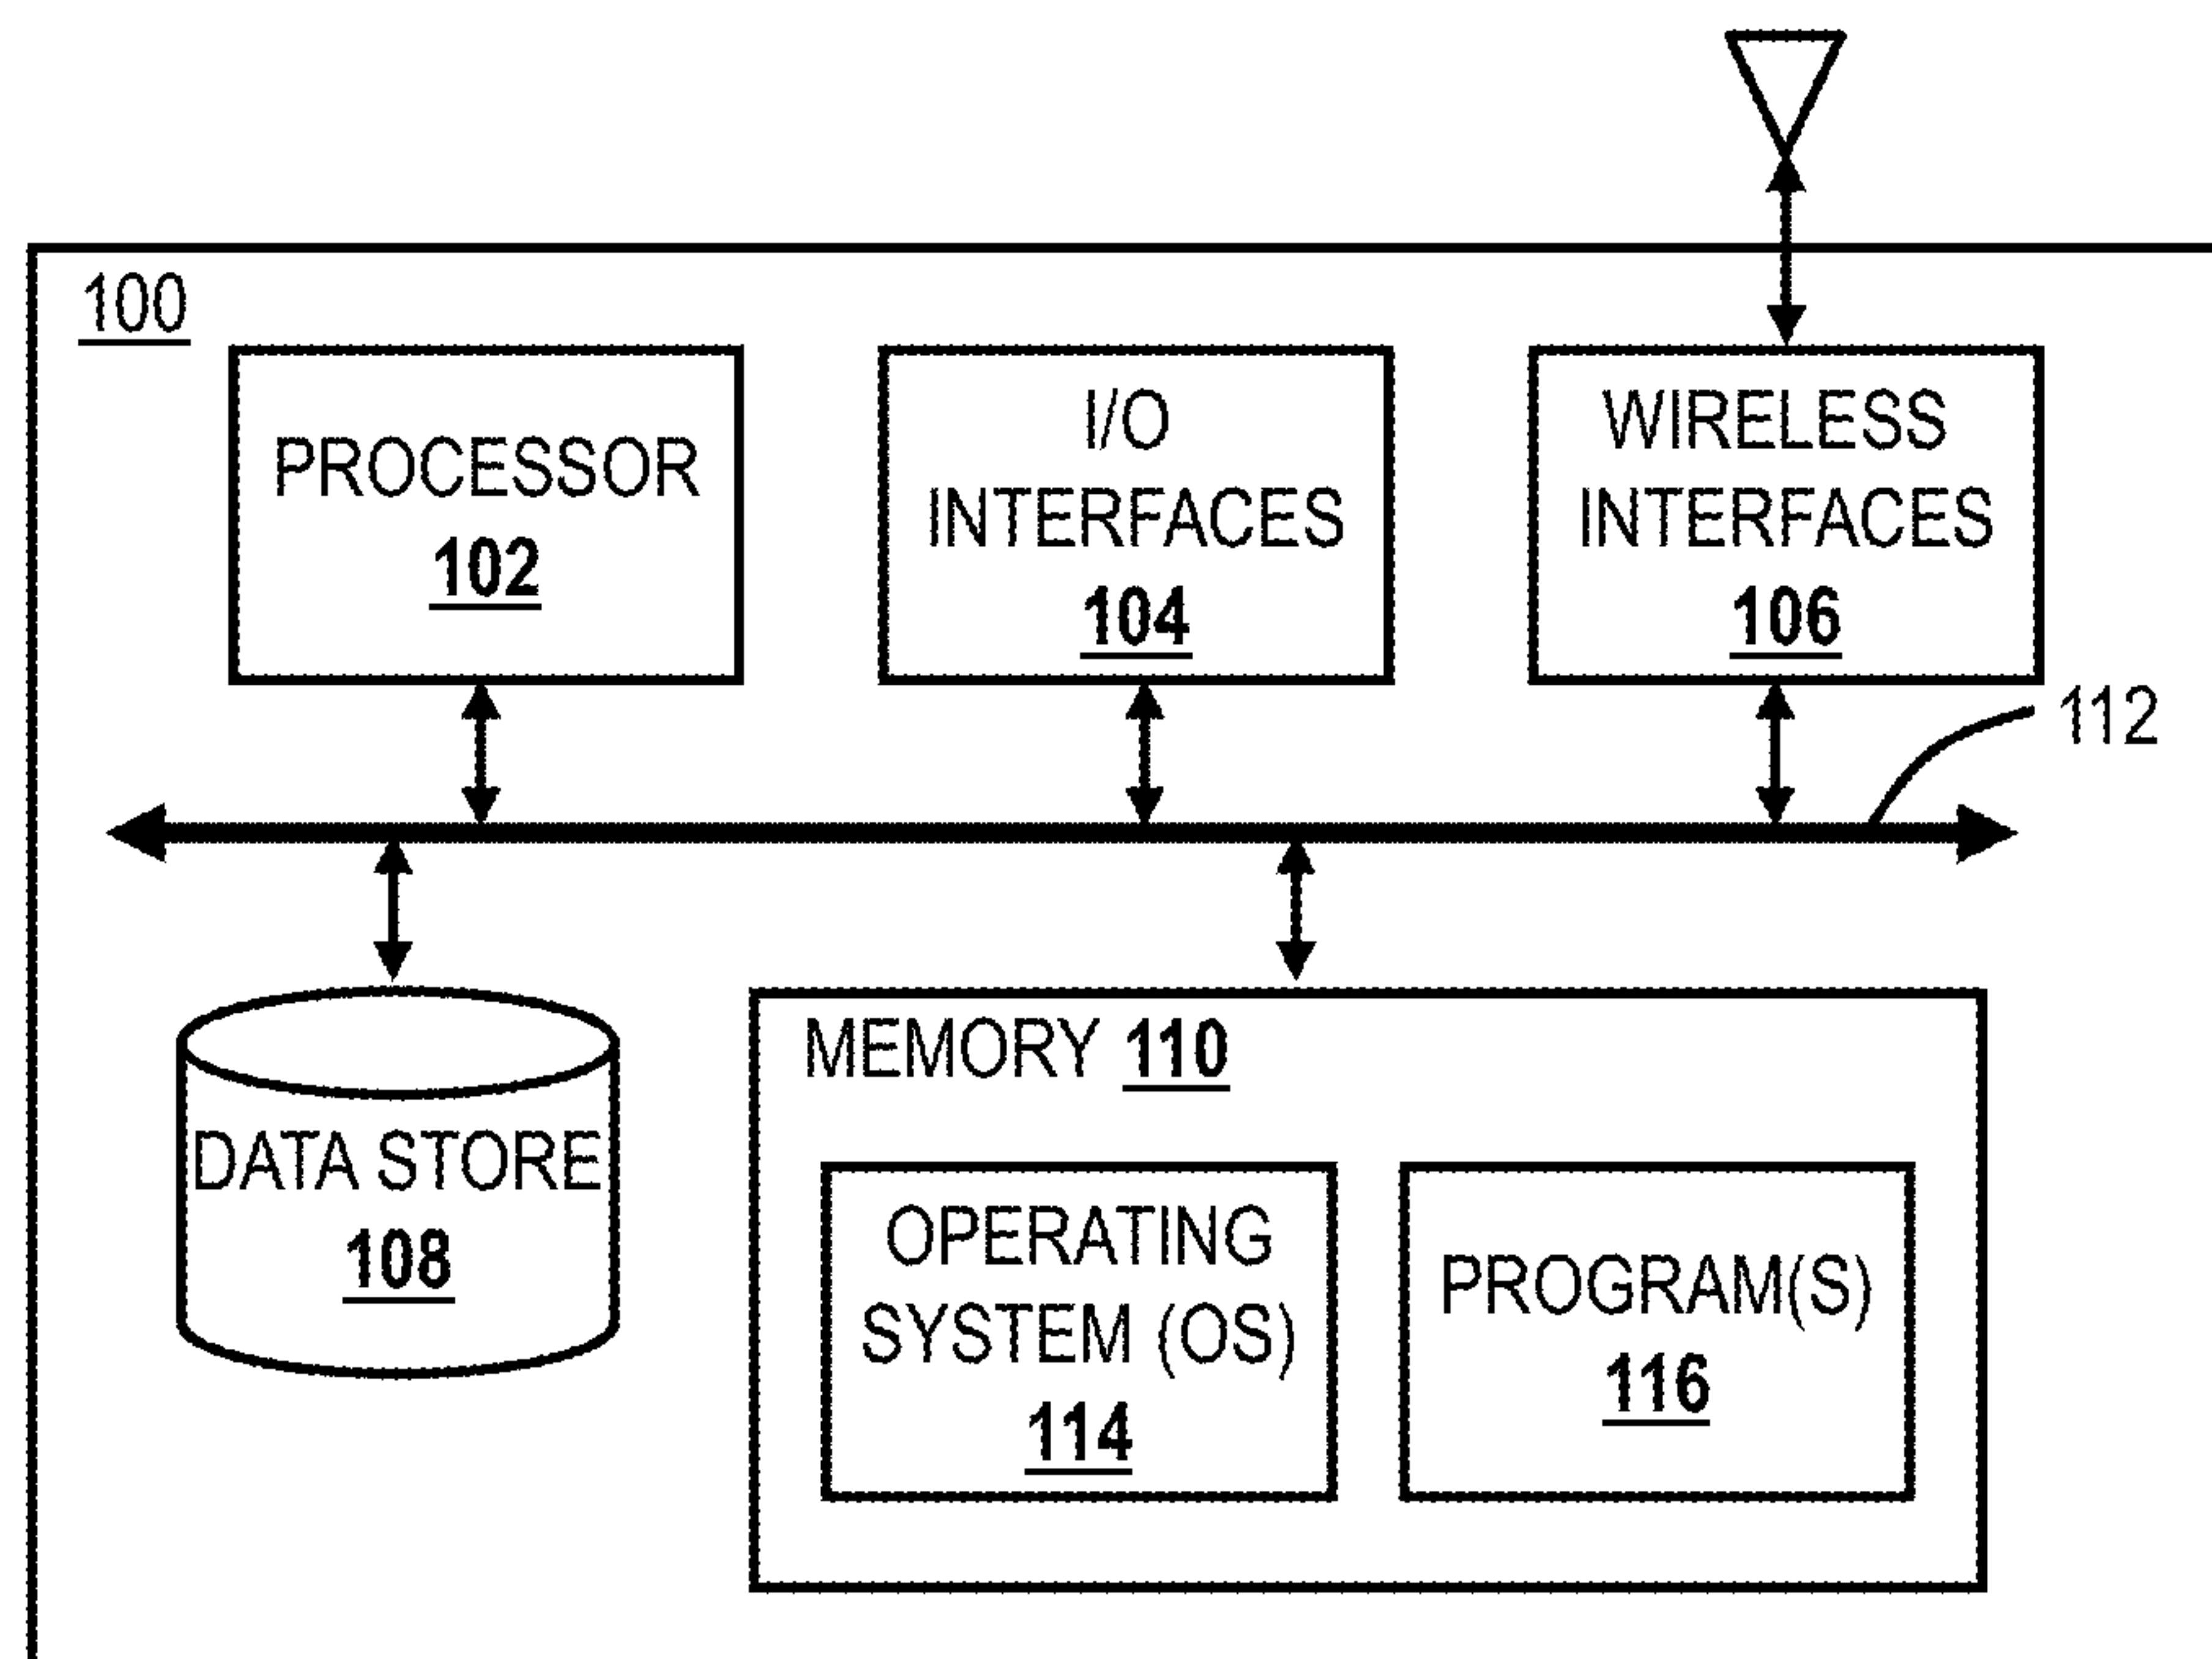 100
PROCESSOR
102
I/O
INTERFACES
104
WIRELESS
INTERFACES
106
112
DATA STORE
108
MEMORY 110
OPERATING
SYSTEM (OS)
114
PROGRAM(S)
116